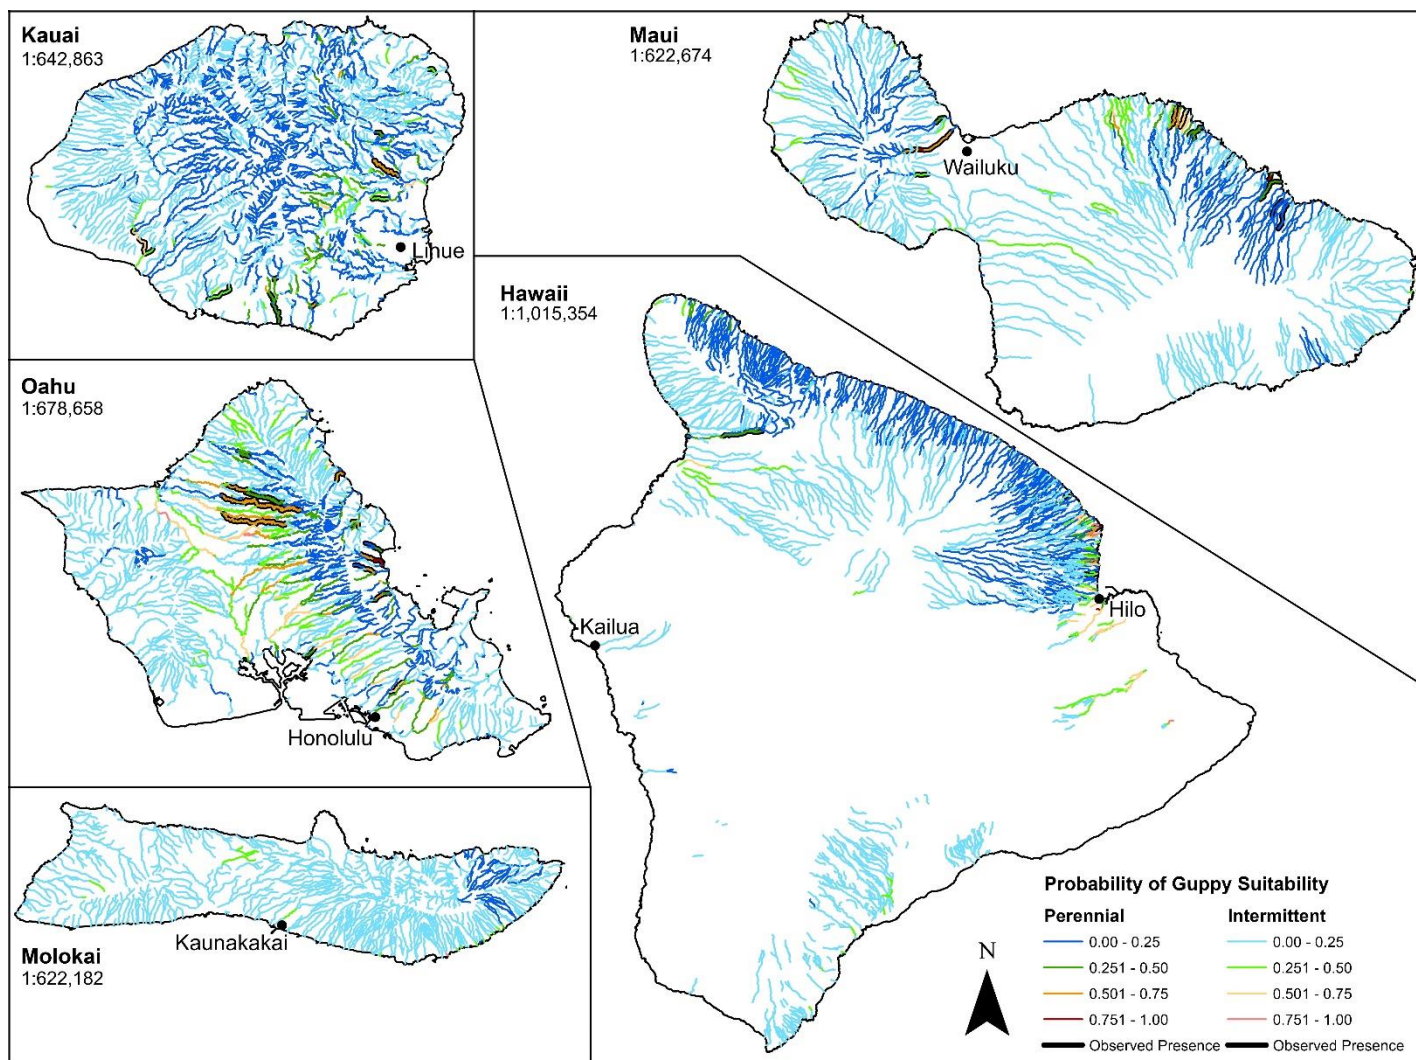 Kauai
1:642,863
Lihue
Maui
1:622,674
Wailuku
Hawaii
1:1,015,354
Kailua
Hilo
Oahu
1:678,658
Honolulu
Kaunakakai
Molokai
1:622,182
N
Probability of Guppy Suitability
Perennial Intermittent
0.00 - 0.25 0.00 - 0.25
0.251 - 0.50 0.251 - 0.50
0.501 - 0.75 0.501 - 0.75
0.751 - 1.00 0.751 - 1.00
Observed Presence Observed Presence